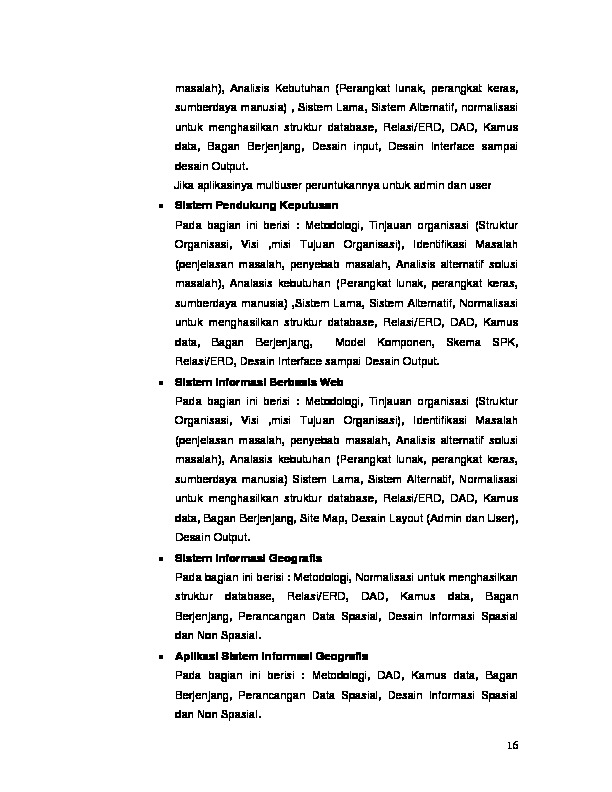 masalah), Analisis Kebutuhan (Perangkat lunak, perangkat keras,
sumberdaya manusia) , Sistem Lama, Sistem Alternatif, normalisasi
untuk menghasilkan struktur database, Relasi/ERD, DAD, Kamus
data, Bagan Berjenjang, Desain input, Desain Interface sampai
desain Output.
Jika aplikasinya multiuser peruntukannya untuk admin dan user
• Sistem Pendukung Keputusan
Pada bagian ini berisi : Metodologi, Tinjauan organisasi (Struktur
Organisasi, Visi ,misi Tujuan Organisasi), Identifikasi Masalah
(penjelasan masalah, penyebab masalah, Analisis alternatif solusi
masalah), Analasis kebutuhan (Perangkat lunak, perangkat keras,
sumberdaya manusia) ,Sistem Lama, Sistem Alternatif, Normalisasi
untuk menghasilkan struktur database, Relasi/ERD, DAD, Kamus
data, Bagan Berjenjang, Model Komponen, Skema SPK,
Relasi/ERD, Desain Interface sampai Desain Output.
• Sistem Informasi Berbasis Web
Pada bagian ini berisi : Metodologi, Tinjauan organisasi (Struktur
Organisasi, Visi ,misi Tujuan Organisasi), Identifikasi Masalah
(penjelasan masalah, penyebab masalah, Analisis alternatif solusi
masalah), Analasis kebutuhan (Perangkat lunak, perangkat keras,
sumberdaya manusia) Sistem Lama, Sistem Alternatif, Normalisasi
untuk menghasilkan struktur database, Relasi/ERD, DAD, Kamus
data, Bagan Berjenjang, Site Map, Desain Layout (Admin dan User),
Desain Output.
• Sistem Informasi Geografis
Pada bagian ini berisi : Metodologi, Normalisasi untuk menghasilkan
struktur database, Relasi/ERD, DAD, Kamus data, Bagan
Berjenjang, Perancangan Data Spasial, Desain Informasi Spasial
dan Non Spasial.
• Aplikasi Sistem Informasi Geografis
Pada bagian ini berisi : Metodologi, DAD, Kamus data, Bagan
Berjenjang, Perancangan Data Spasial, Desain Informasi Spasial
dan Non Spasial.
16